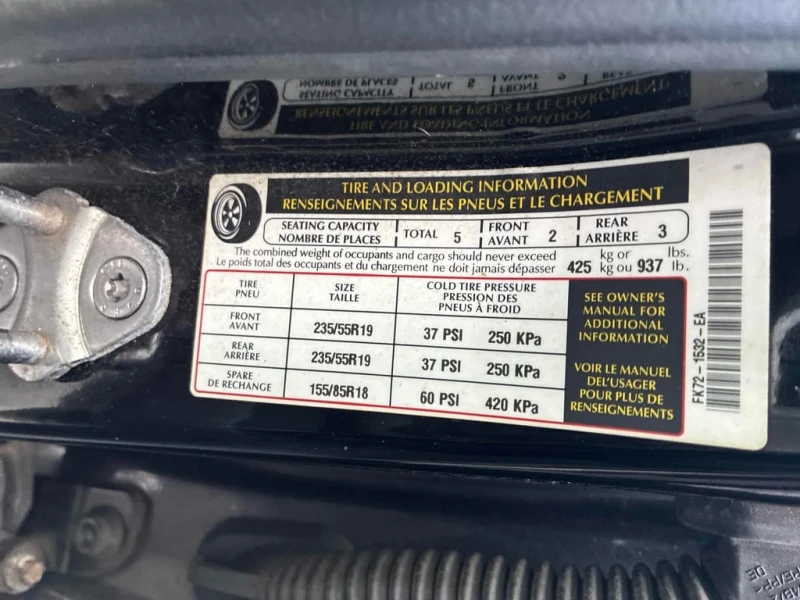 TIRE AND LOADING INFORMATION
RENSEIGNEMENTS SUR LES PNEUS ET LE CHARGEMENT
SEATING CAPACITY
NOMBRE DE PLACES
TOTAL 5
FRONT
AVANT 2
REAR
ARRIÈRE 3
The combined weight of occupants and cargo should never exceed
Le poids total des occupants et du chargement ne doit jamais dépasser
425 kg or
kg ou
937 lbs.
lb.
TIRE
PNEU
SIZE
TAILLE
COLD TIRE PRESSURE
PRESSION DES
PNEUS À FROID
FRONT
AVANT
235/55R19
37 PSI 250 KPa
REAR
ARRIÈRE
235/55R19
37 PSI 250 KPa
SPARE
DE RECHANGE
155/85R18
60 PSI 420 KPa
SEE OWNER'S
MANUAL FOR
ADDITIONAL
INFORMATION
VOIR LE MANUEL
DEL'USAGER
POUR PLUS DE
RENSEIGNEMENTS
FK72-1532-EA